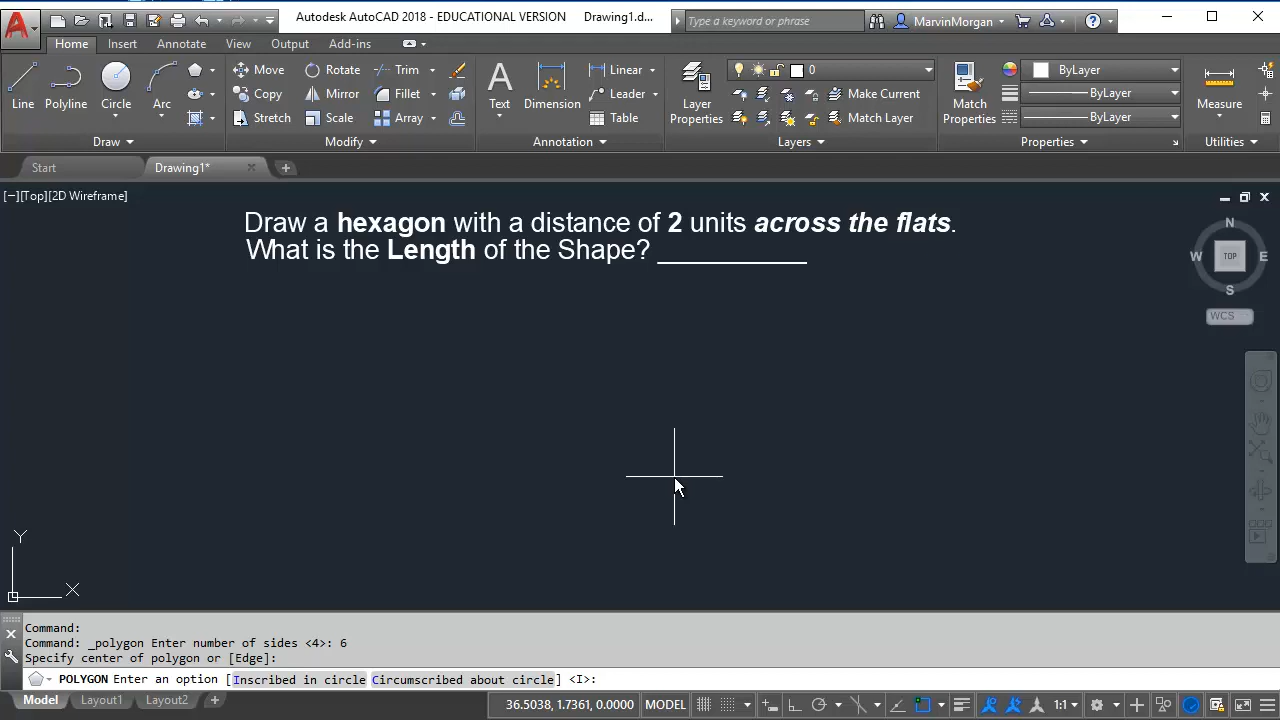 Autodesk AutoCAD 2018 - EDUCATIONAL VERSION Drawing1.d... Type a keyword or phrase MarvinMorgan
Home Insert Annotate View Output Add-ins
Line Polyline Circle Arc
Draw
Move Rotate Trim
Copy Mirror Fillet
Stretch Scale Array
Modify
Text Dimension
Linear
Leader
Table
Annotation
Layer Properties
0
Make Current
Match Layer
Layers
Match Properties
ByLayer
ByLayer
ByLayer
Properties
Measure
Utilities
Start Drawing1*
[−][Top][2D Wireframe]
Draw a hexagon with a distance of 2 units across the flats.
What is the Length of the Shape? __________
N
W TOP E
S
WCS
Y
X
Command:
Command: _polygon Enter number of sides <4>: 6
Specify center of polygon or [Edge]:
POLYGON Enter an option [Inscribed in circle Circumscribed about circle] <I>:
Model Layout1 Layout2 36.5038, 1.7361, 0.0000 MODEL 1:1